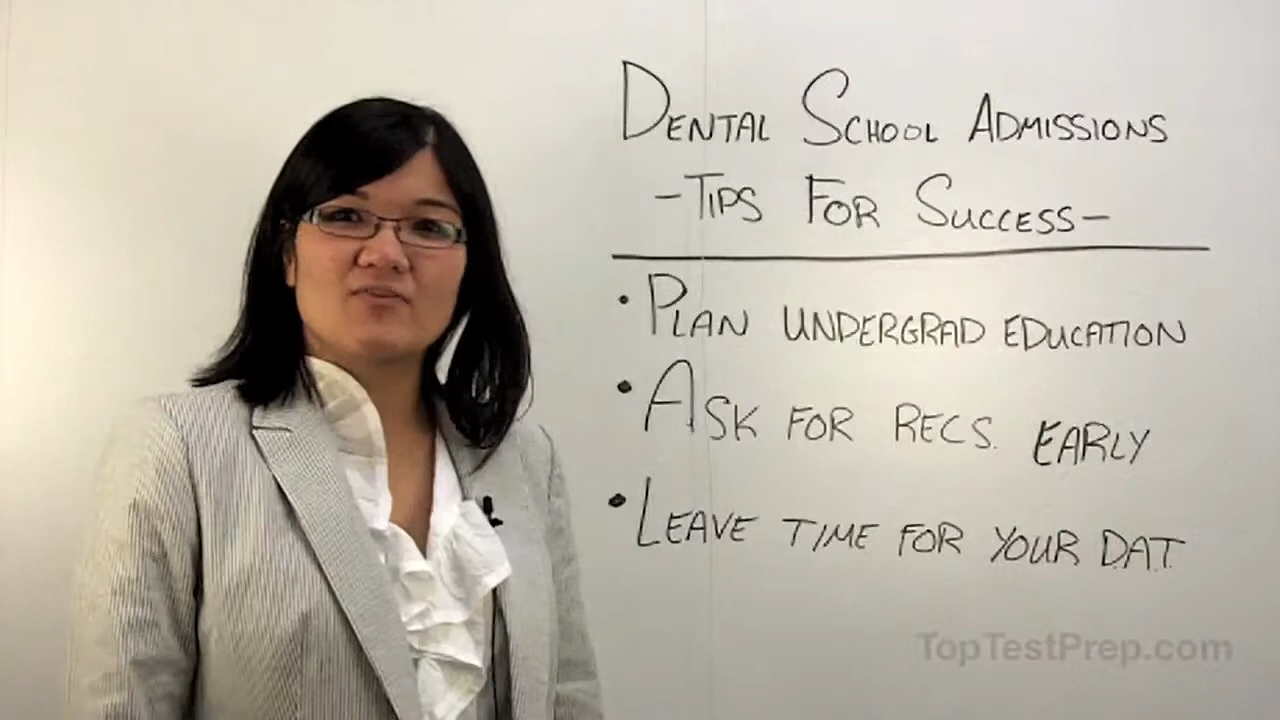 DENTAL SCHOOL ADMISSIONS
-TIPS FOR SUCCESS-
• PLAN UNDERGRAD EDUCATION
• ASK FOR RECS. EARLY
• LEAVE TIME FOR YOUR D.A.T.
TopTestPrep.com